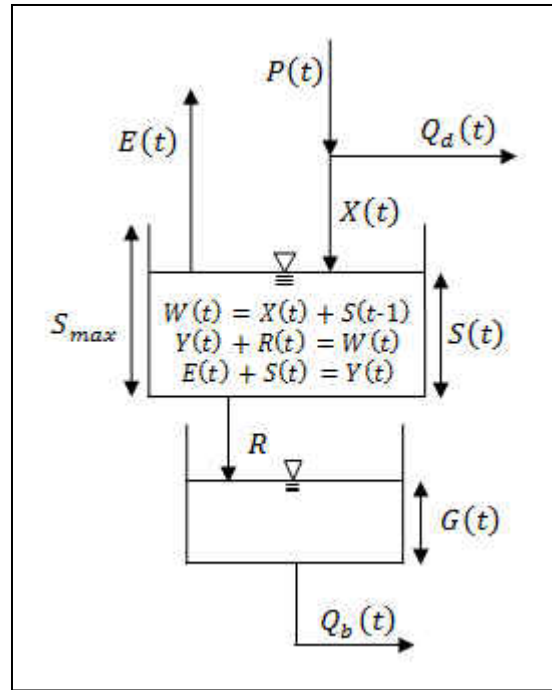 P(t)
E(t)
Q_d(t)
X(t)
S_max
W(t) = X(t) + S(t-1)
Y(t) + R(t) = W(t)
E(t) + S(t) = Y(t)
S(t)
R
G(t)
Q_b(t)